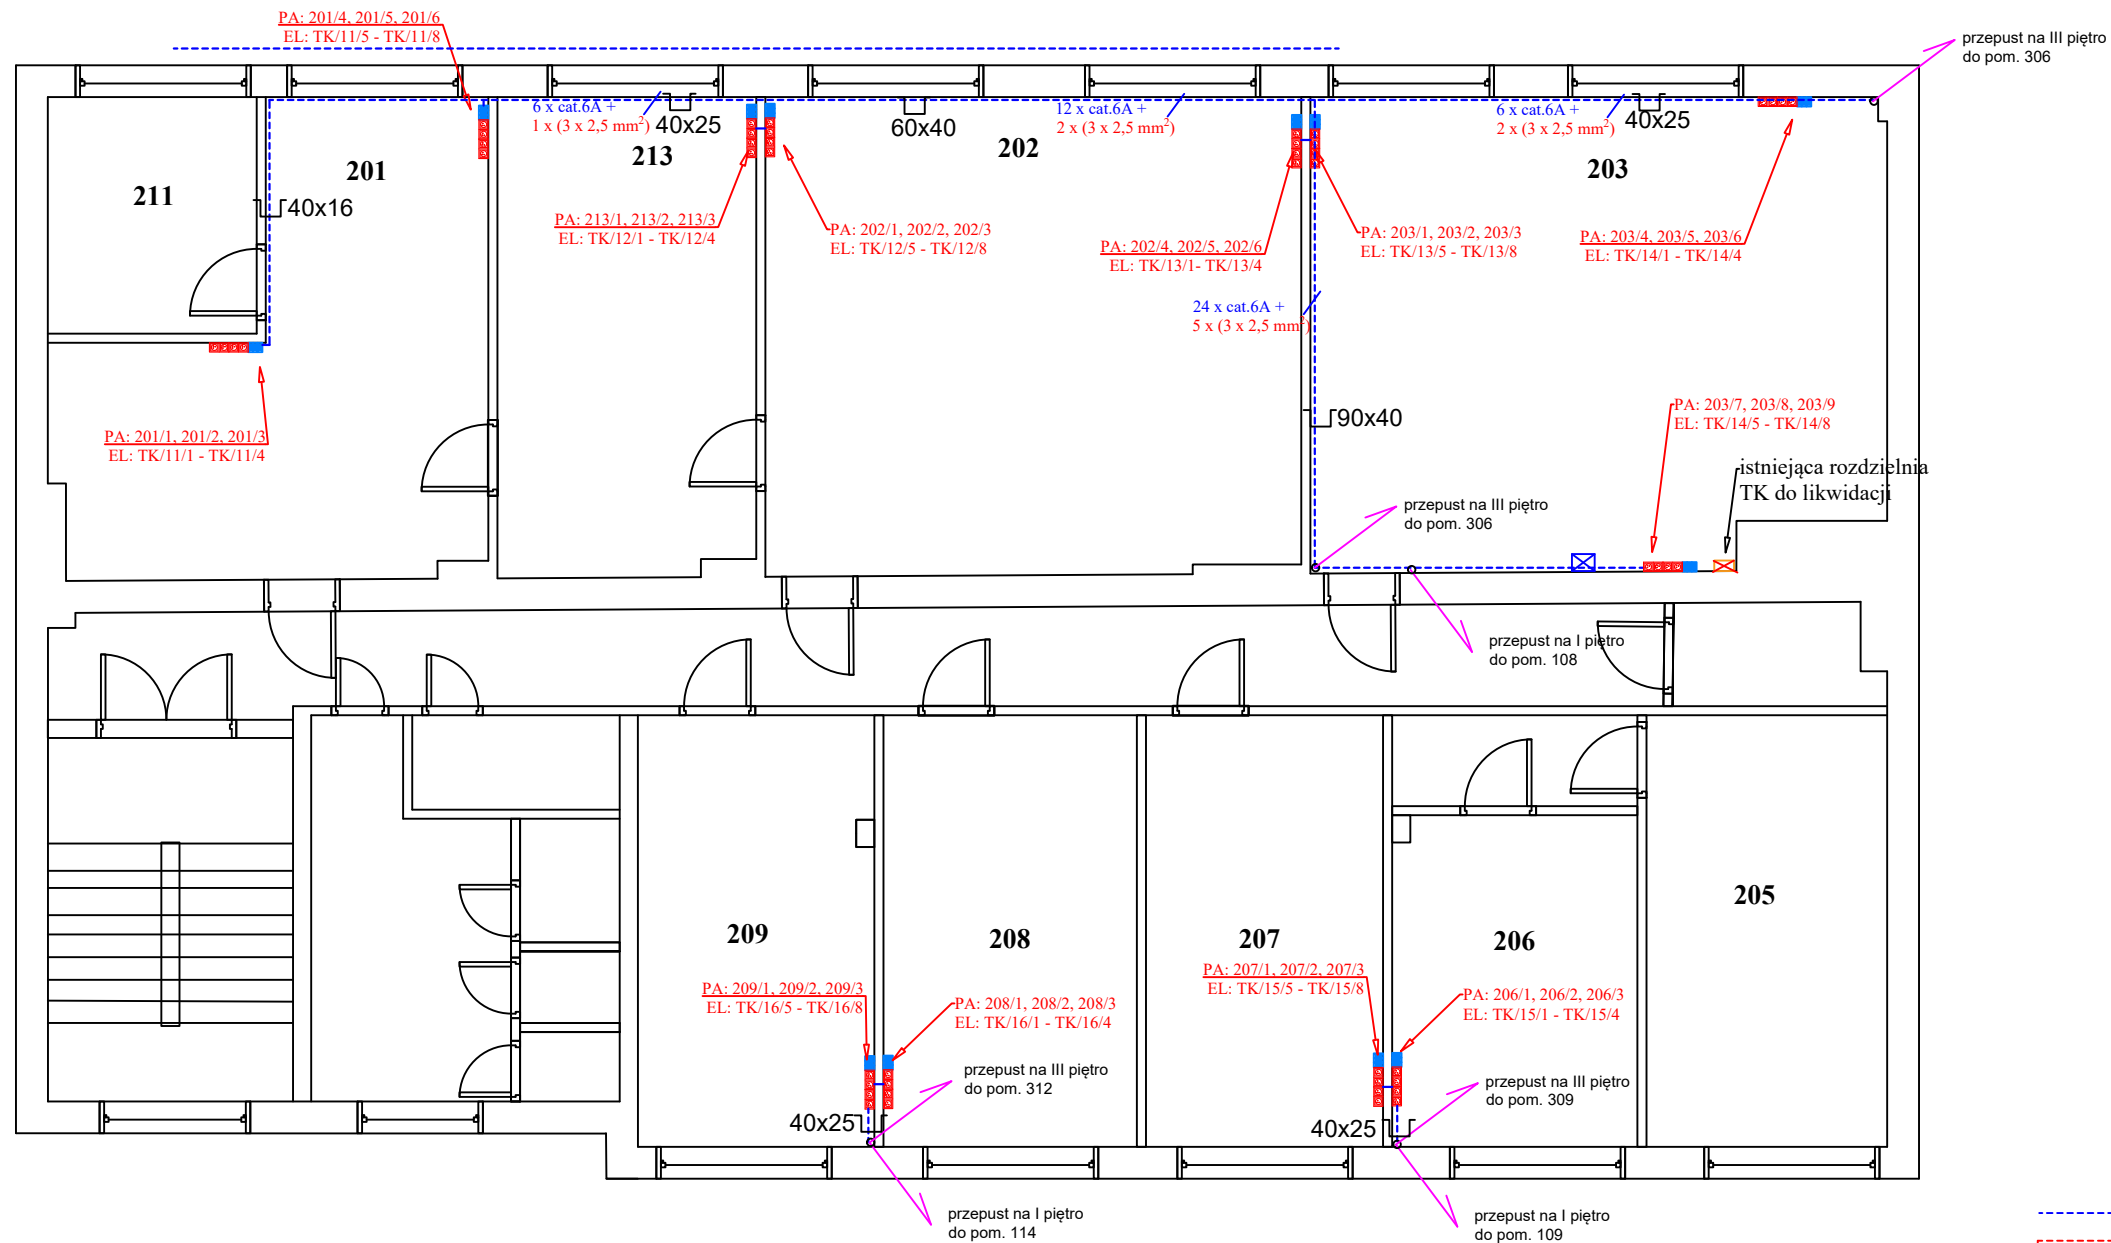 PA: 201/4, 201/5, 201/6
EL: TK/11/5 - TK/11/8
przepust na III piętro
do pom. 306
6 x cat.6A +
1 x (3 x 2,5 mm²)
40x25
60x40
12 x cat.6A +
2 x (3 x 2,5 mm²)
6 x cat.6A +
2 x (3 x 2,5 mm²)
40x25
211
201
213
202
203
40x16
PA: 213/1, 213/2, 213/3
EL: TK/12/1 - TK/12/4
PA: 202/1, 202/2, 202/3
EL: TK/12/5 - TK/12/8
PA: 202/4, 202/5, 202/6
EL: TK/13/1- TK/13/4
PA: 203/1, 203/2, 203/3
EL: TK/13/5 - TK/13/8
PA: 203/4, 203/5, 203/6
EL: TK/14/1 - TK/14/4
24 x cat.6A +
5 x (3 x 2,5 mm²)
PA: 201/1, 201/2, 201/3
EL: TK/11/1 - TK/11/4
90x40
PA: 203/7, 203/8, 203/9
EL: TK/14/5 - TK/14/8
istniejąca rozdzielnia
TK do likwidacji
przepust na III piętro
do pom. 306
przepust na I piętro
do pom. 108
209
208
207
206
205
PA: 209/1, 209/2, 209/3
EL: TK/16/5 - TK/16/8
PA: 208/1, 208/2, 208/3
EL: TK/16/1 - TK/16/4
PA: 207/1, 207/2, 207/3
EL: TK/15/5 - TK/15/8
PA: 206/1, 206/2, 206/3
EL: TK/15/1 - TK/15/4
przepust na III piętro
do pom. 312
przepust na III piętro
do pom. 309
40x25
40x25
przepust na I piętro
do pom. 114
przepust na I piętro
do pom. 109